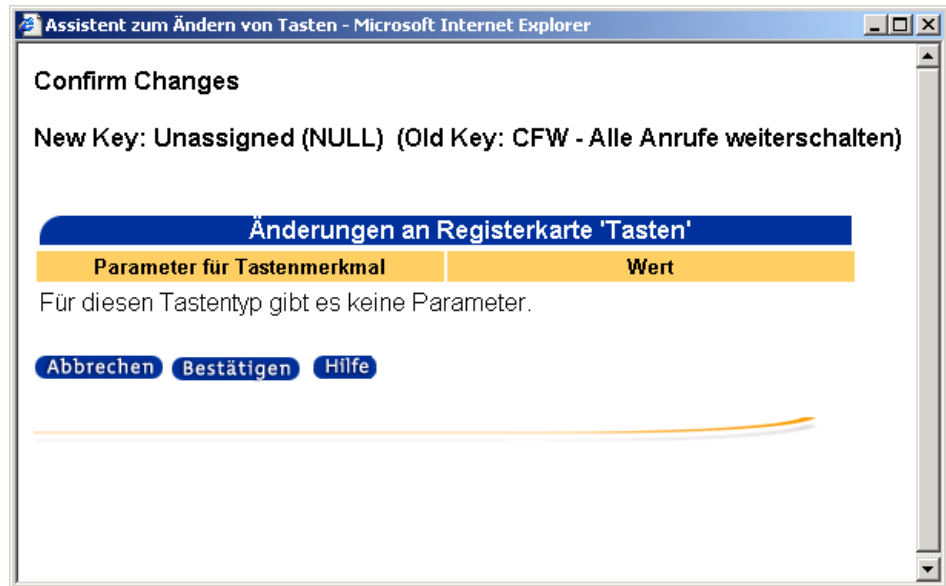 Assistent zum Ändern von Tasten - Microsoft Internet Explorer
Confirm Changes
New Key: Unassigned (NULL) (Old Key: CFW - Alle Anrufe weiterschalten)
Änderungen an Registerkarte 'Tasten'
Parameter für Tastenmerkmal Wert
Für diesen Tastentyp gibt es keine Parameter.
Abbrechen Bestätigen Hilfe